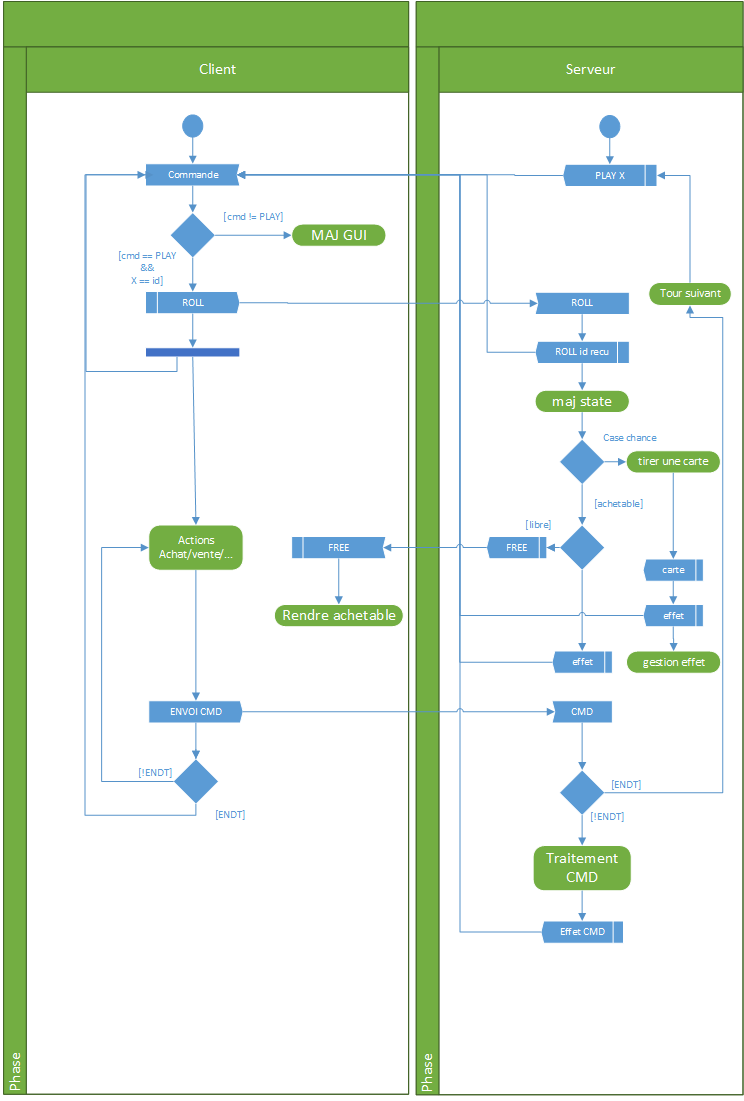 Client
Serveur
Commande
PLAY X
[cmd != PLAY]
MAJ GUI
[cmd == PLAY
&&
X == id]
Tour suivant
ROLL
ROLL
ROLL id recu
maj state
Case chance
tirer une carte
[achetable]
[libre]
Actions
Achat/vente/...
FREE
FREE
carte
Rendre achetable
effet
effet
gestion effet
ENVOI CMD
CMD
[!ENDT]
[ENDT]
[ENDT]
[!ENDT]
Traitement
CMD
Effet CMD
Phase
Phase